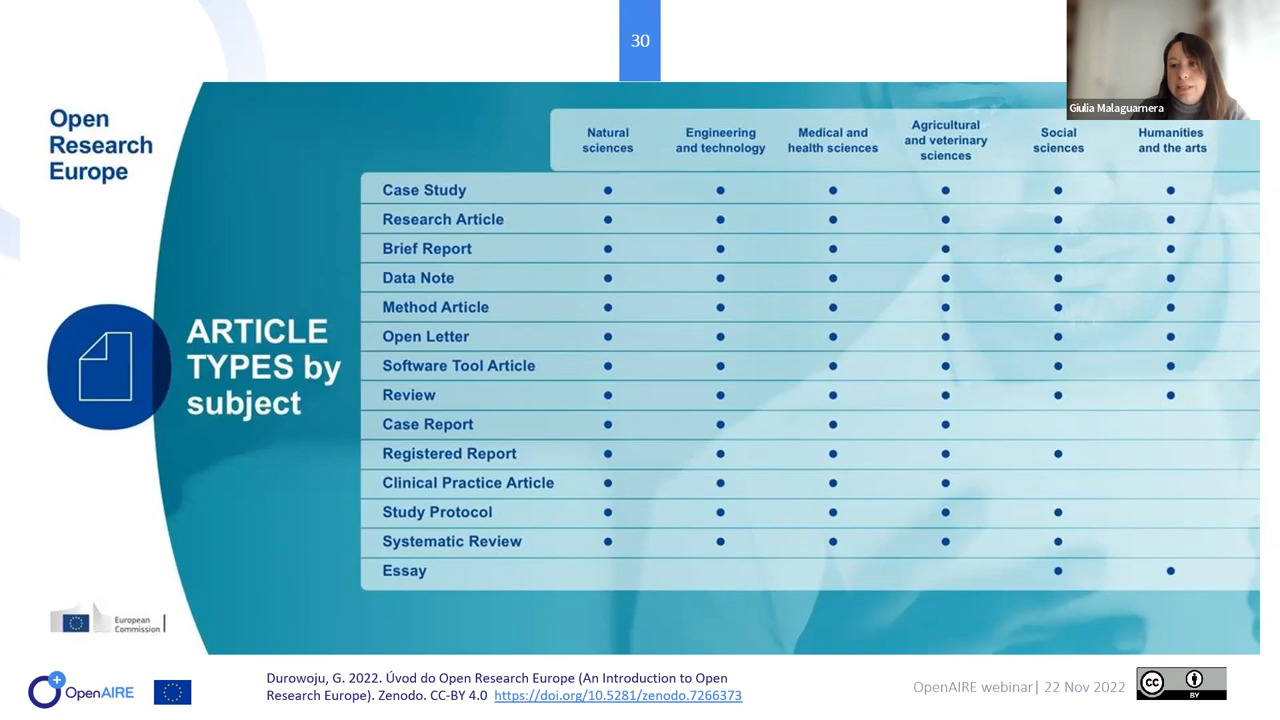 30
Giulia Malaguarnera
Open
Research
Europe
Natural
sciences
Engineering
and technology
Medical and
health sciences
Agricultural
and veterinary
sciences
Social
sciences
Humanities
and the arts
Case Study
Research Article
Brief Report
Data Note
Method Article
Open Letter
Software Tool Article
Review
Case Report
Registered Report
Clinical Practice Article
Study Protocol
Systematic Review
Essay
ARTICLE
TYPES by
subject
European
Commission
OpenAIRE
Durowoju, G. 2022. Úvod do Open Research Europe (An Introduction to Open
Research Europe). Zenodo. CC-BY 4.0 https://doi.org/10.5281/zenodo.7266373
OpenAIRE webinar| 22 Nov 2022
cc
BY